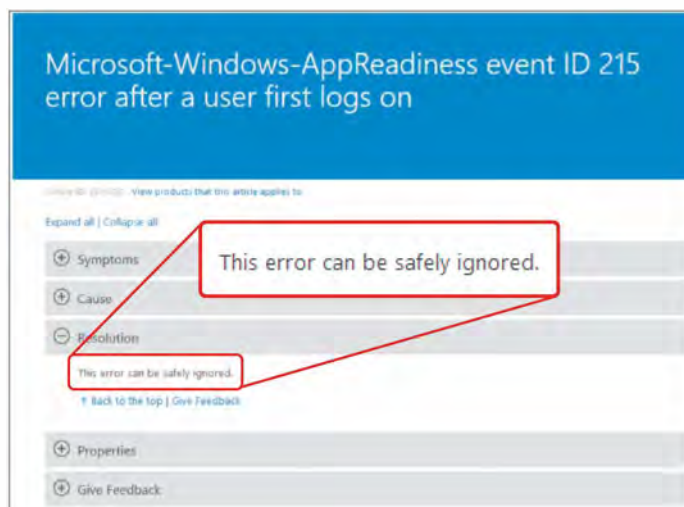 Microsoft-Windows-AppReadiness event ID 215
error after a user first logs on
View products that this article applies to
Expand all | Collapse all
Symptoms
This error can be safely ignored.
Cause
Resolution
This error can be safely ignored.
↑ Back to the top | Give Feedback
Properties
Give Feedback